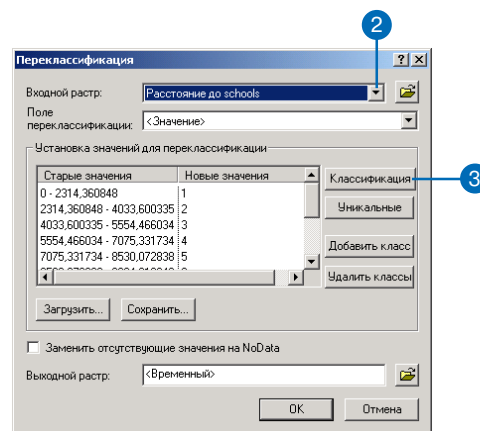 2
Переклассификация
Входной растр: Расстояние до schools
Поле
переклассификации: <Значение>
Установка значений для переклассификации
Старые значения Новые значения
0 - 2314,360848 1
2314,360848 - 4033,600335 2
4033,600335 - 5554,466034 3
5554,466034 - 7075,331734 4
7075,331734 - 8530,072838 5
Классификация 3
Уникальные
Добавить класс
Удалить классы
Загрузить... Сохранить...
Заменить отсутствующие значения на NoData
Выходной растр: <Временный>
OK Отмена